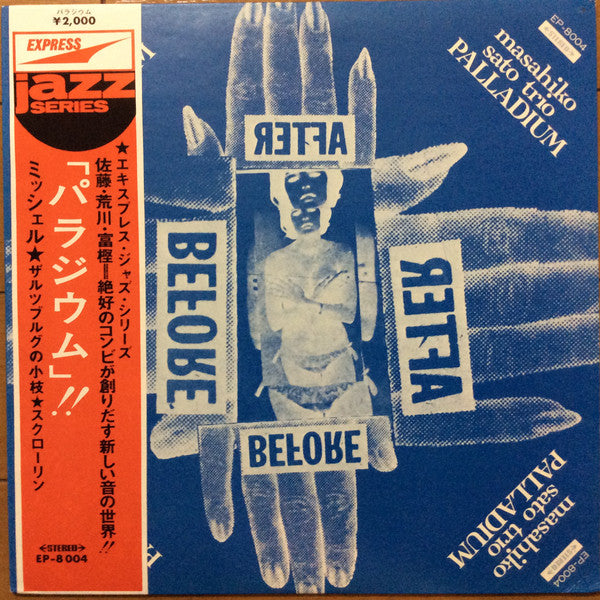 パラジウム
¥2,000
EXPRESS
jazz
SERIES
★エキスプレス・ジャズ・シリーズ
佐藤・荒川・富樫=絶好のコンビが創りだす新しい音の世界!!
「パラジウム」!!
ミッシェル★ザルツブルグの小枝★スクローリン
<STEREO>
EP-8004
EP-8004
<STEREO>
masahiko
sato trio
PALLADIUM
AFTER
BEFORE
AFTER
BEFORE
masahiko
sato trio
PALLADIUM
<STEREO>
EP-8004